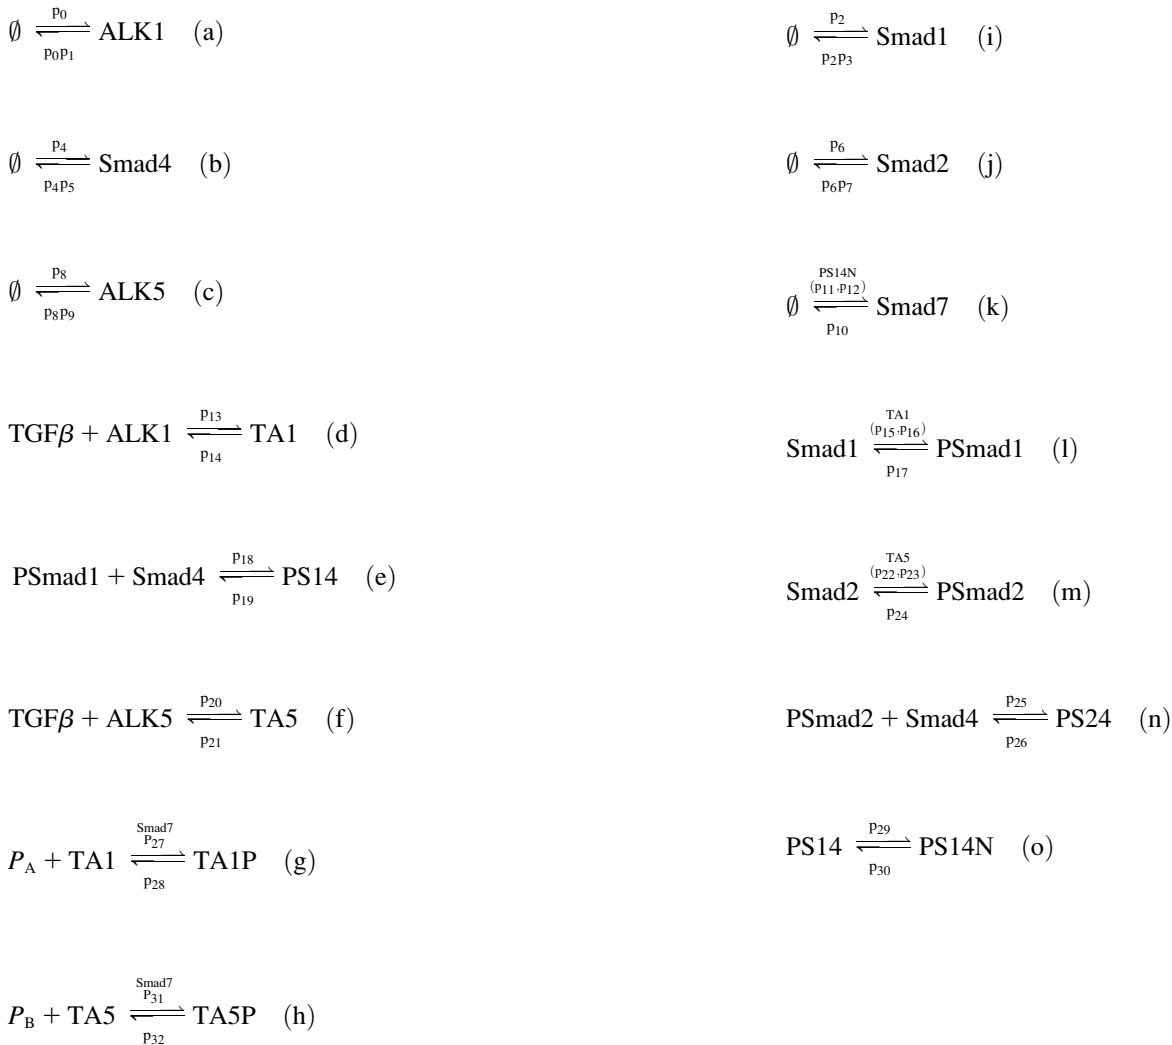 p₀
∅ ⇌ ALK1 (a)
p₀p₁
p₄
∅ ⇌ Smad4 (b)
p₄p₅
p₈
∅ ⇌ ALK5 (c)
p₈p₉
p₁₃
TGFβ + ALK1 ⇌ TA1 (d)
p₁₄
p₁₈
PSmad1 + Smad4 ⇌ PS14 (e)
p₁₉
p₂₀
TGFβ + ALK5 ⇌ TA5 (f)
p₂₁
Smad7
p₂₇
P_A + TA1 ⇌ TA1P (g)
p₂₈
Smad7
p₃₁
P_B + TA5 ⇌ TA5P (h)
p₃₂
p₂
∅ ⇌ Smad1 (i)
p₂p₃
p₆
∅ ⇌ Smad2 (j)
p₆p₇
PS14N
(p₁₁,p₁₂)
∅ ⇌ Smad7 (k)
p₁₀
TA1
(p₁₅,p₁₆)
Smad1 ⇌ PSmad1 (l)
p₁₇
TA5
(p₂₂,p₂₃)
Smad2 ⇌ PSmad2 (m)
p₂₄
p₂₅
PSmad2 + Smad4 ⇌ PS24 (n)
p₂₆
p₂₉
PS14 ⇌ PS14N (o)
p₃₀